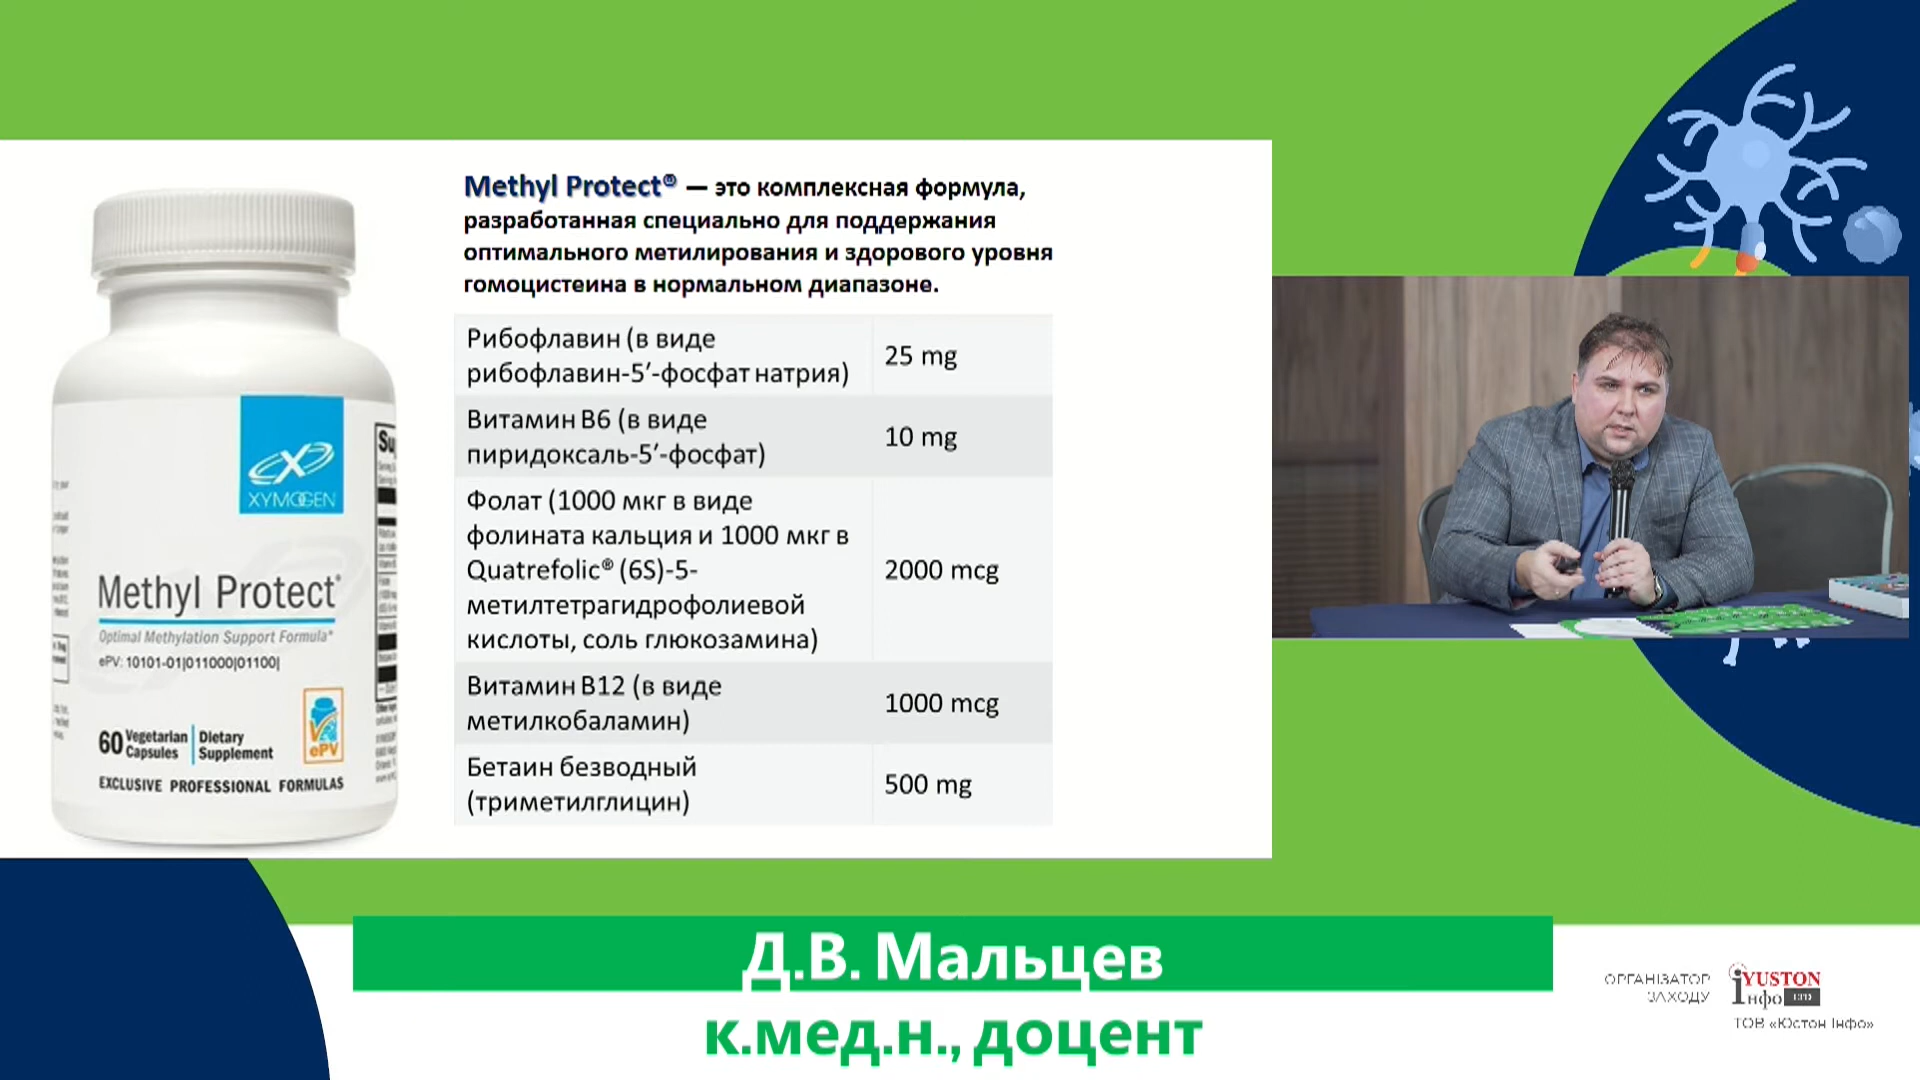 Methyl Protect® — это комплексная формула,
разработанная специально для поддержания
оптимального метилирования и здорового уровня
гомоцистеина в нормальном диапазоне.
Рибофлавин (в виде
рибофлавин-5′-фосфат натрия)
25 mg
Витамин B6 (в виде
пиридоксаль-5′-фосфат)
10 mg
Фолат (1000 мкг в виде
фолината кальция и 1000 мкг в
Quatrefolic® (6S)-5-
метилтетрагидрофолиевой
кислоты, соль глюкозамина)
2000 mcg
Витамин B12 (в виде
метилкобаламин)
1000 mcg
Бетаин безводный
(триметилглицин)
500 mg
XYMOGEN
Su
Methyl Protect®
Optimal Methylation Support Formula*
ePV: 10101-01|011000|01100|
60 Vegetarian Capsules | Dietary Supplement
ePV
EXCLUSIVE PROFESSIONAL FORMULAS
Д.В. Мальцев
к.мед.н., доцент
ОРГАНІЗАТОР
ЗАХОДУ
YUSTON
інфо LTD
ТОВ «Юстон Інфо»